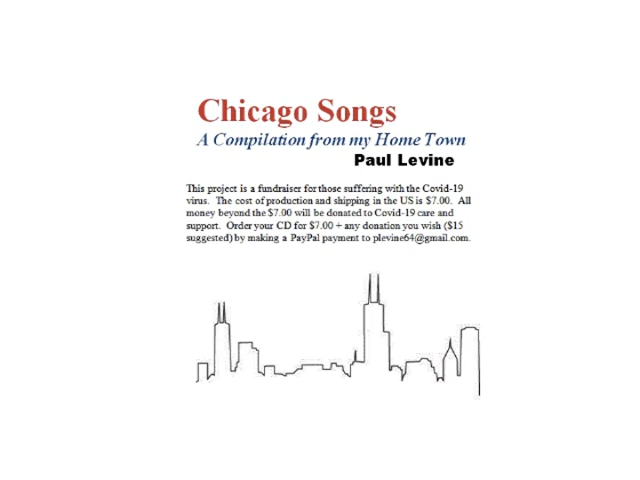 Chicago Songs
A Compilation from my Home Town
Paul Levine
This project is a fundraiser for those suffering with the Covid-19
virus. The cost of production and shipping in the US is $7.00. All
money beyond the $7.00 will be donated to Covid-19 care and
support. Order your CD for $7.00 + any donation you wish ($15
suggested) by making a PayPal payment to plevine64@gmail.com.